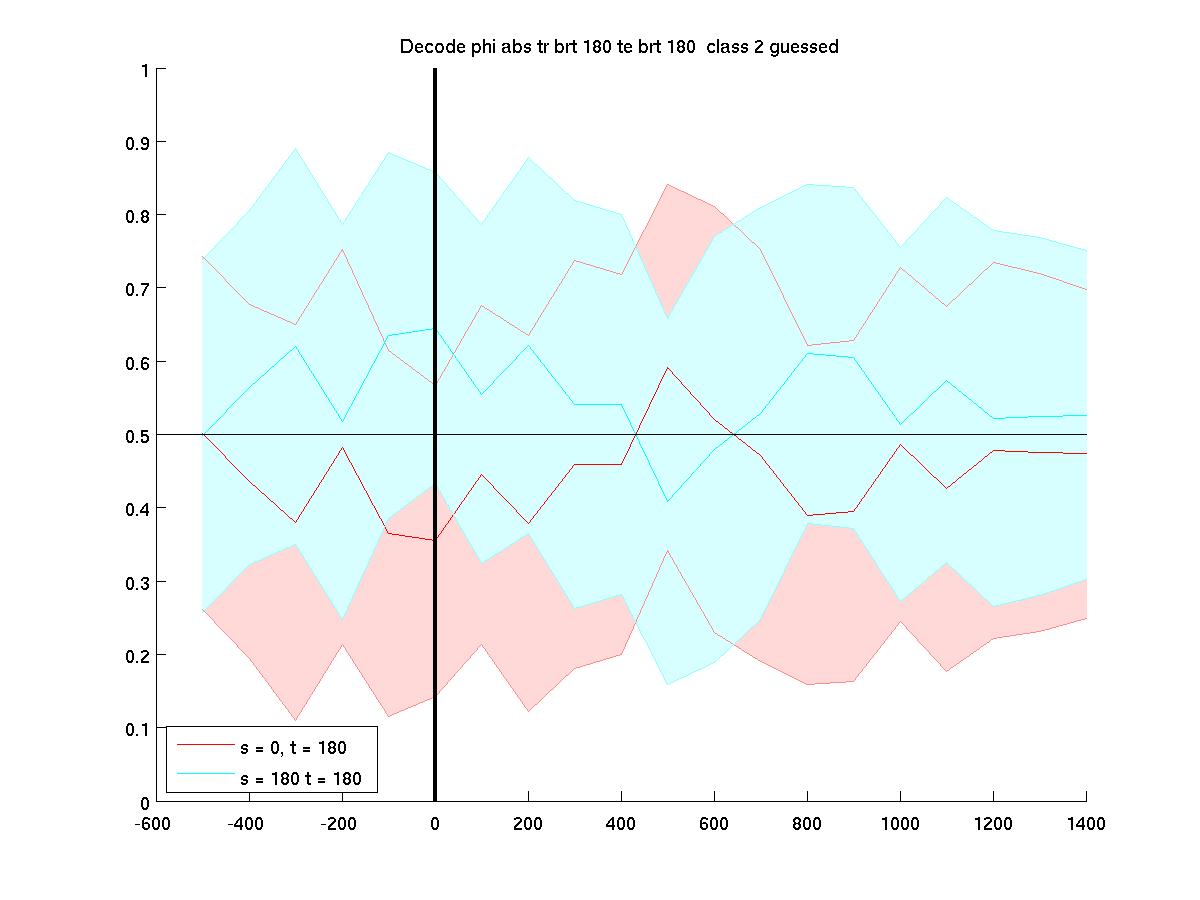 Decode phi abs tr brt 180 te brt 180  class 2 guessed
1
0.9
0.8
0.7
0.6
0.5
0.4
0.3
0.2
0.1
0
s = 0, t = 180
s = 180 t = 180
-600 -400 -200 0 200 400 600 800 1000 1200 1400